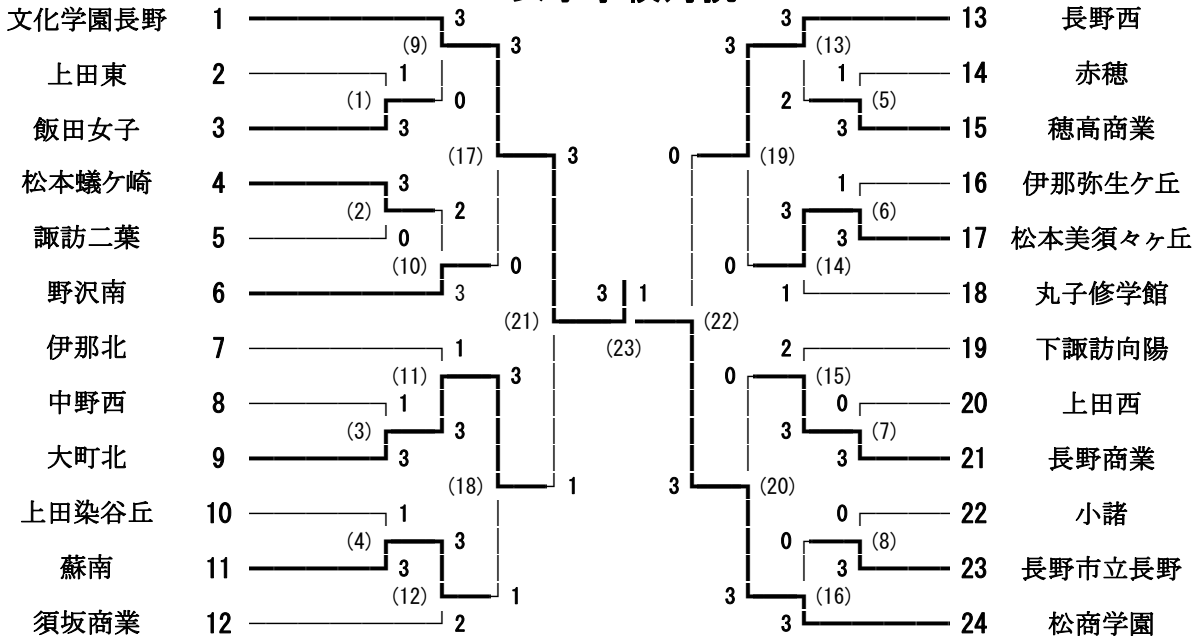 文化学園長野 1 3 3 13 長野西
(9) 3 3 (13)
上田東 2 1 1 14 赤穂
(1) 0 2 (5)
飯田女子 3 3 3 15 穂高商業
(17) 3 0 (19)
松本蟻ケ崎 4 3 1 16 伊那弥生ケ丘
(2) 2 3 (6)
諏訪二葉 5 0 3 17 松本美須々ヶ丘
(10) 0 0 (14)
野沢南 6 3 3 1 1 18 丸子修学館
(21) (22)
伊那北 7 1 (23) 2 19 下諏訪向陽
(11) 3 0 (15)
中野西 8 1 0 20 上田西
(3) 3 3 (7)
大町北 9 3 3 21 長野商業
(18) 1 3 (20)
上田染谷丘 10 1 0 22 小諸
(4) 3 0 (8)
蘇南 11 3 3 23 長野市立長野
(12) 1 3 (16)
須坂商業 12 2 3 24 松商学園